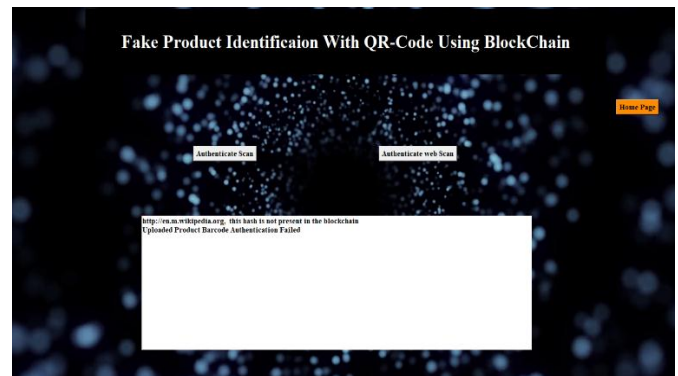 Fake Product Identificaion With QR-Code Using BlockChain
Home Page
Authenticate Scan
Authenticate web Scan
http://en.m.wikipedia.org, this hash is not present in the blockchain
Uploaded Product Barcode Authentication Failed